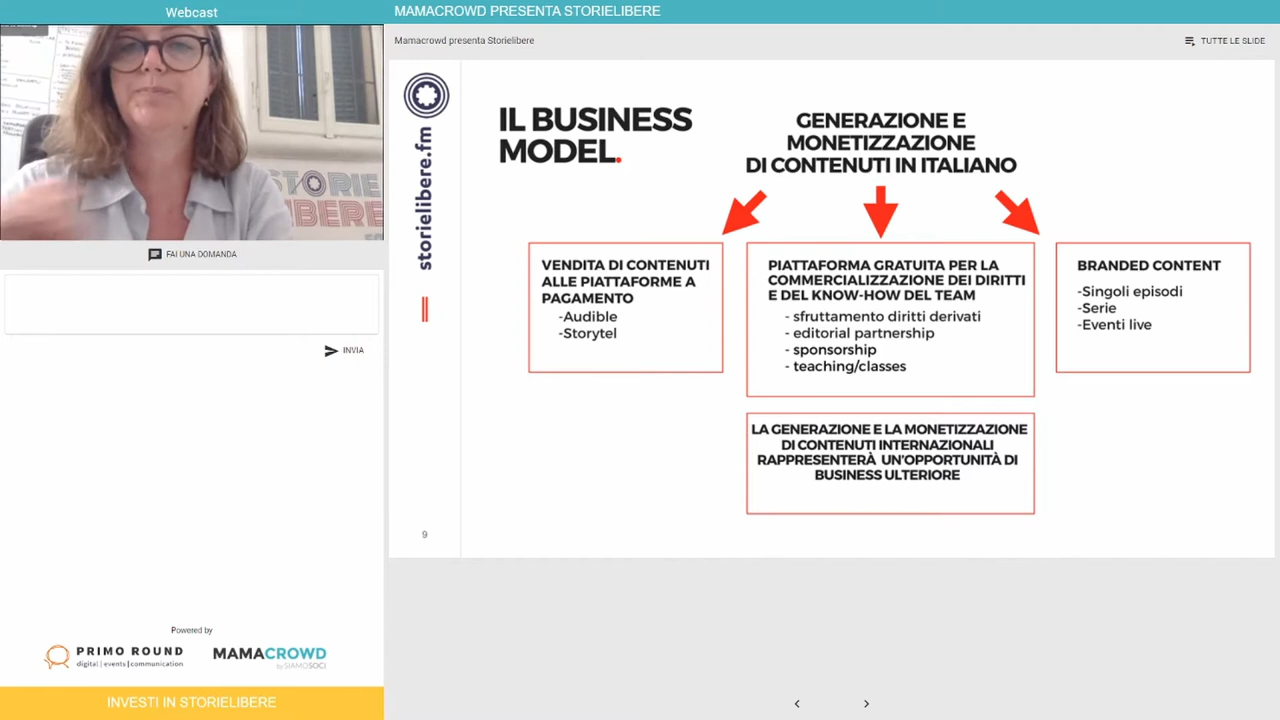 Webcast
MAMACROWD PRESENTA STORIELIBERE
Mamacrowd presenta Storielibere
TUTTE LE SLIDE
STORIE
LIBERE
FAI UNA DOMANDA
INVIA
storielibere.fm
IL BUSINESS
MODEL.
GENERAZIONE E
MONETIZZAZIONE
DI CONTENUTI IN ITALIANO
VENDITA DI CONTENUTI
ALLE PIATTAFORME A
PAGAMENTO
-Audible
-Storytel
PIATTAFORMA GRATUITA PER LA
COMMERCIALIZZAZIONE DEI DIRITTI
E DEL KNOW-HOW DEL TEAM
- sfruttamento diritti derivati
- editorial partnership
- sponsorship
- teaching/classes
BRANDED CONTENT
-Singoli episodi
-Serie
-Eventi live
LA GENERAZIONE E LA MONETIZZAZIONE
DI CONTENUTI INTERNAZIONALI
RAPPRESENTERÀ UN'OPPORTUNITÀ DI
BUSINESS ULTERIORE
9
Powered by
PRIMO ROUND
digital | events | communication
MAMACROWD
by SIAMOSOCI
INVESTI IN STORIELIBERE